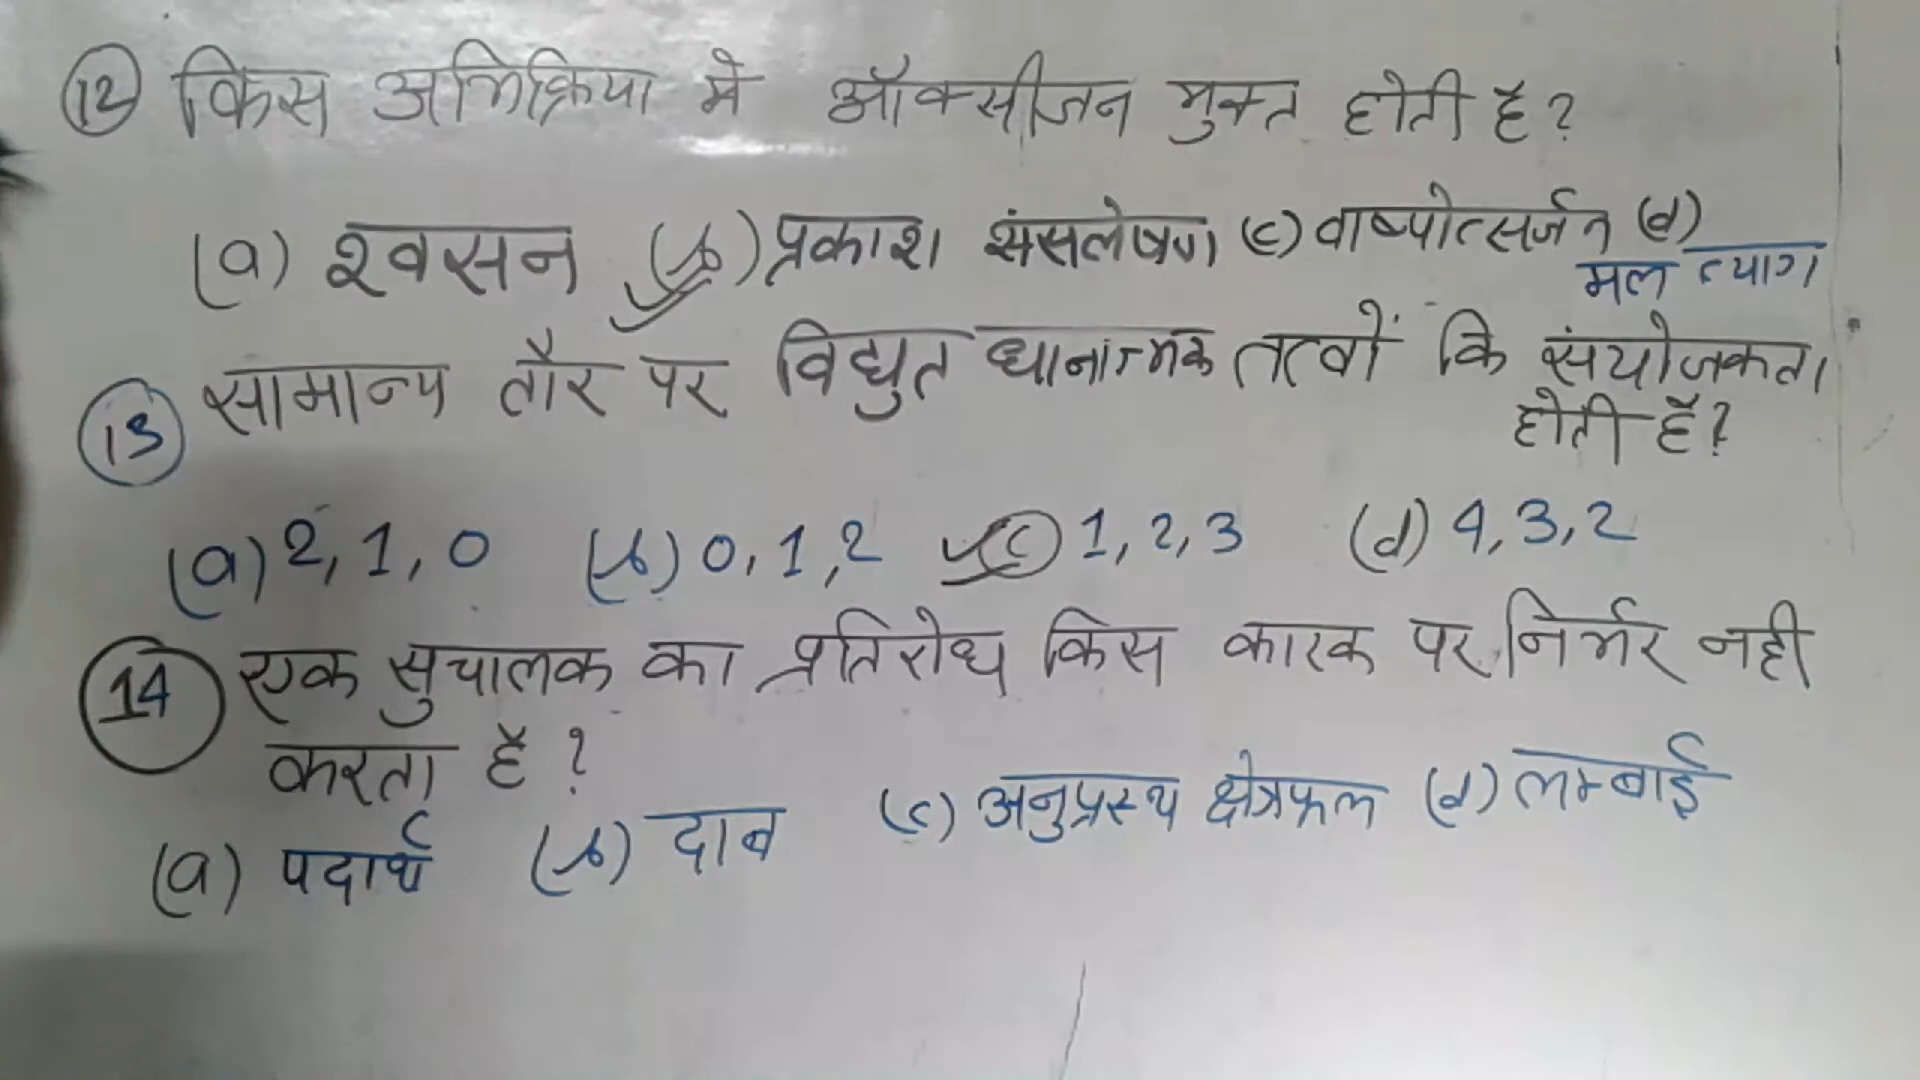 12 किस अभिक्रिया मे ऑक्सीजन मुक्त होती है?
(a) श्वसन (b) प्रकाश संसलेषण (c) वाष्पोत्सर्जन (d) मल त्याग
13 सामान्य तौर पर विद्युत धानात्मक तत्वों कि संयोजकता होती है?
(a) 2, 1, 0 (b) 0, 1, 2 (c) 1, 2, 3 (d) 4, 3, 2
14 एक सुचालक का प्रतिरोध किस कारक पर निर्भर नही
करता है?
(a) पदार्थ (b) दाब (c) अनुप्रस्थ क्षेत्रफल (d) लम्बाई